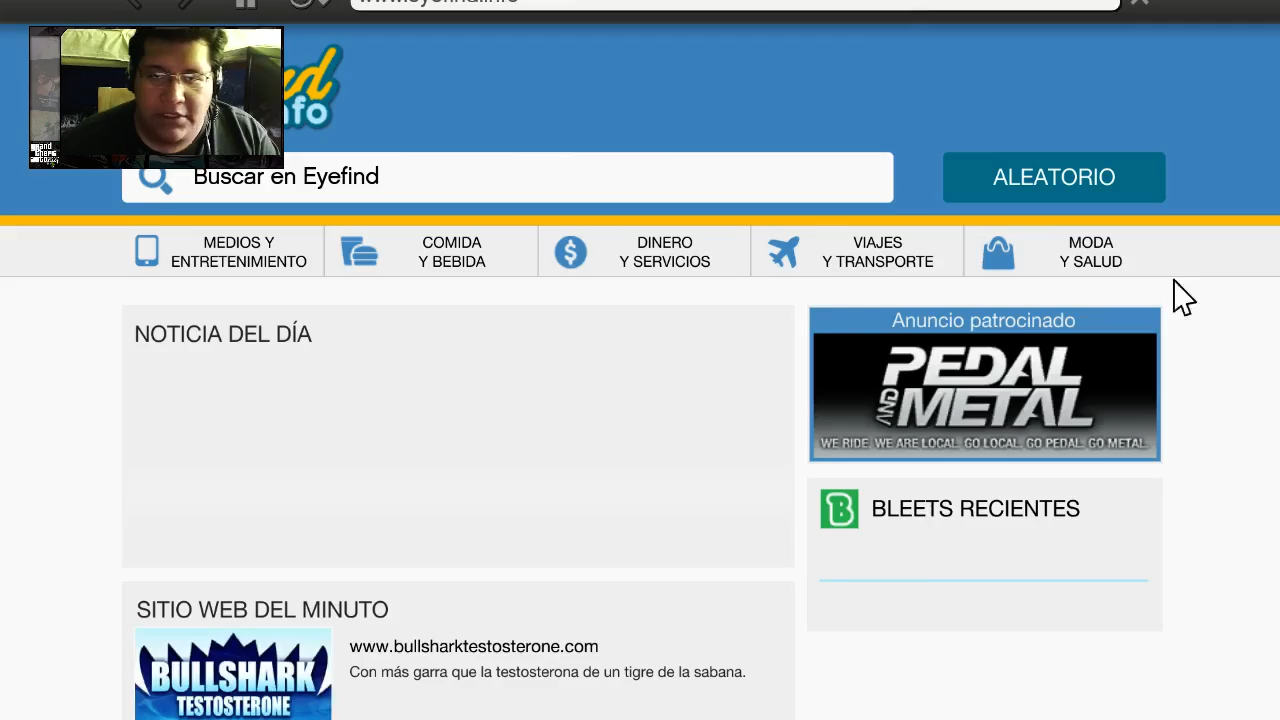 nfo
Buscar en Eyefind
ALEATORIO
MEDIOS Y
ENTRETENIMIENTO
COMIDA
Y BEBIDA
DINERO
Y SERVICIOS
VIAJES
Y TRANSPORTE
MODA
Y SALUD
NOTICIA DEL DÍA
Anuncio patrocinado
PEDAL
AND METAL
WE RIDE. WE ARE LOCAL. GO LOCAL. GO PEDAL. GO METAL.
B BLEETS RECIENTES
SITIO WEB DEL MINUTO
BULLSHARK
TESTOSTERONE
www.bullsharktestosterone.com
Con más garra que la testosterona de un tigre de la sabana.